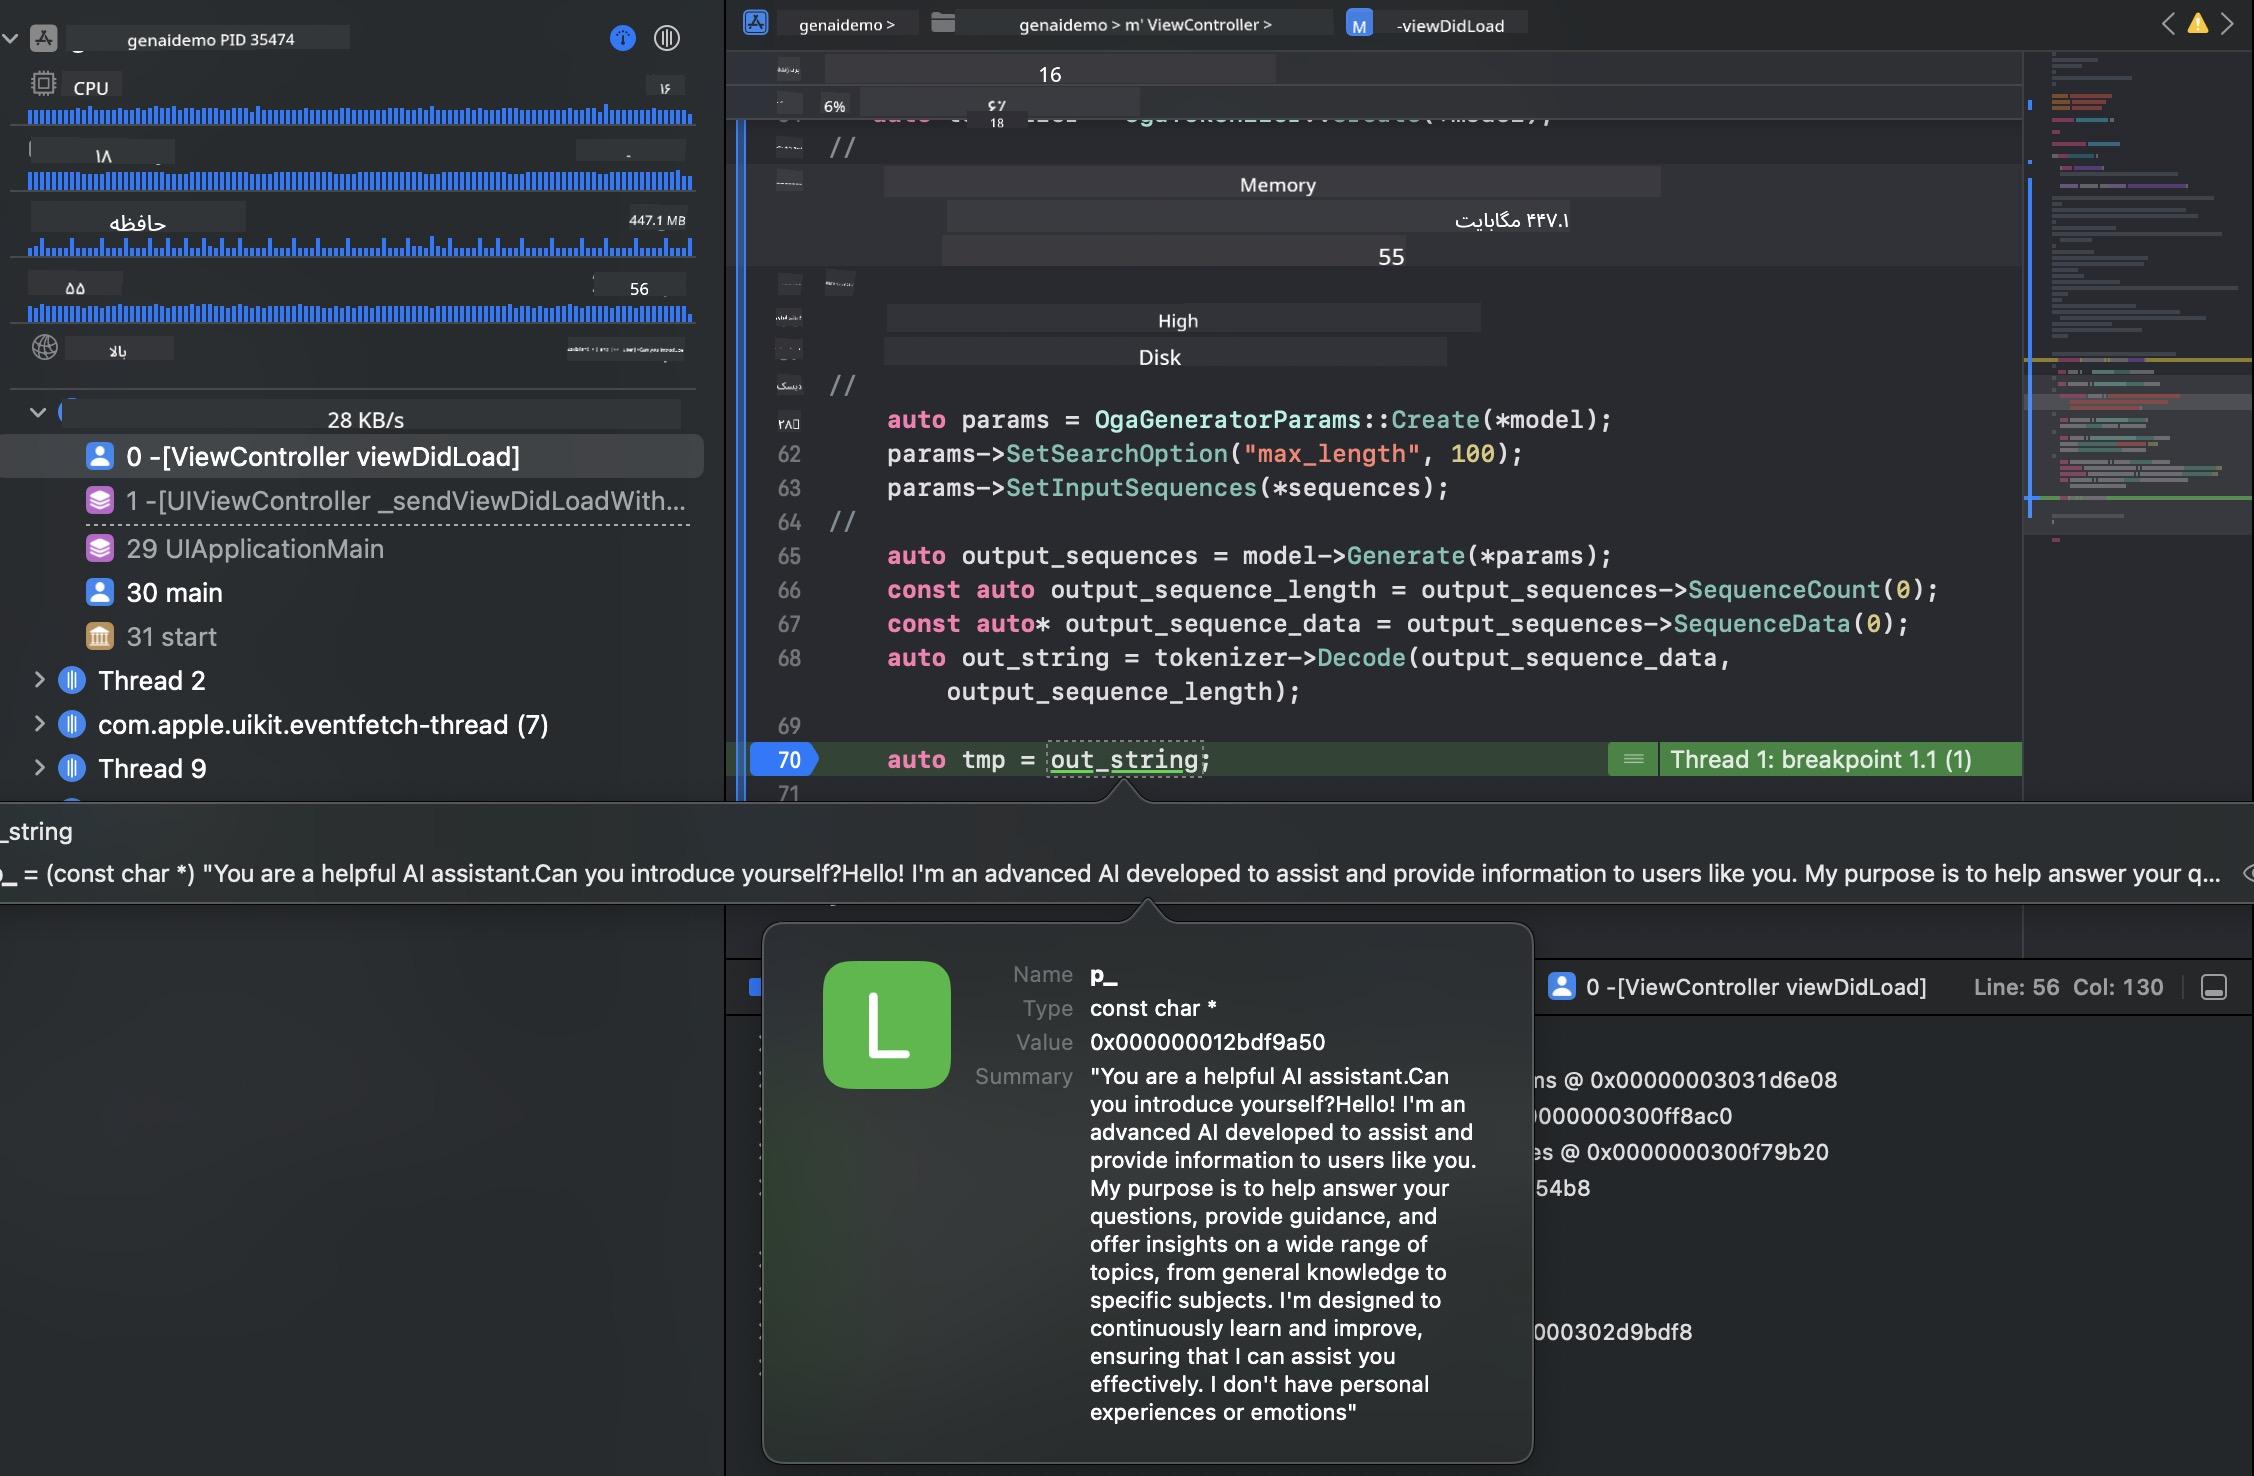 genaidemo PID 35474
CPU
۱۶
۱۸
-
حافظه
447.1 MB
۵۵
56
بالا
28 KB/s
0 -[ViewController viewDidLoad]
1 -[UIViewController _sendViewDidLoadWith...
29 UIApplicationMain
30 main
31 start
Thread 2
com.apple.uikit.eventfetch-thread (7)
Thread 9
genaidemo >
genaidemo > m' ViewController >
M
-viewDidLoad
16
6%
۶٪
18
//
Memory
۴۴۷.۱ مگابایت
55
High
Disk
دیسک
//
auto params = OgaGeneratorParams::Create(*model);
62 params->SetSearchOption("max_length", 100);
63 params->SetInputSequences(*sequences);
64 //
65 auto output_sequences = model->Generate(*params);
66 const auto output_sequence_length = output_sequences->SequenceCount(0);
67 const auto* output_sequence_data = output_sequences->SequenceData(0);
68 auto out_string = tokenizer->Decode(output_sequence_data,
output_sequence_length);
69
70 auto tmp = out_string;
Thread 1: breakpoint 1.1 (1)
71
_string
_ = (const char *) "You are a helpful AI assistant.Can you introduce yourself?Hello! I'm an advanced AI developed to assist and provide information to users like you. My purpose is to help answer your q...
L
Name p_
Type const char *
Value 0x000000012bdf9a50
Summary "You are a helpful AI assistant.Can
you introduce yourself?Hello! I'm an
advanced AI developed to assist and
provide information to users like you.
My purpose is to help answer your
questions, provide guidance, and
offer insights on a wide range of
topics, from general knowledge to
specific subjects. I'm designed to
continuously learn and improve,
ensuring that I can assist you
effectively. I don't have personal
experiences or emotions"
0 -[ViewController viewDidLoad]
Line: 56 Col: 130
ns @ 0x00000003031d6e08
000000300ff8ac0
es @ 0x0000000300f79b20
54b8
000302d9bdf8